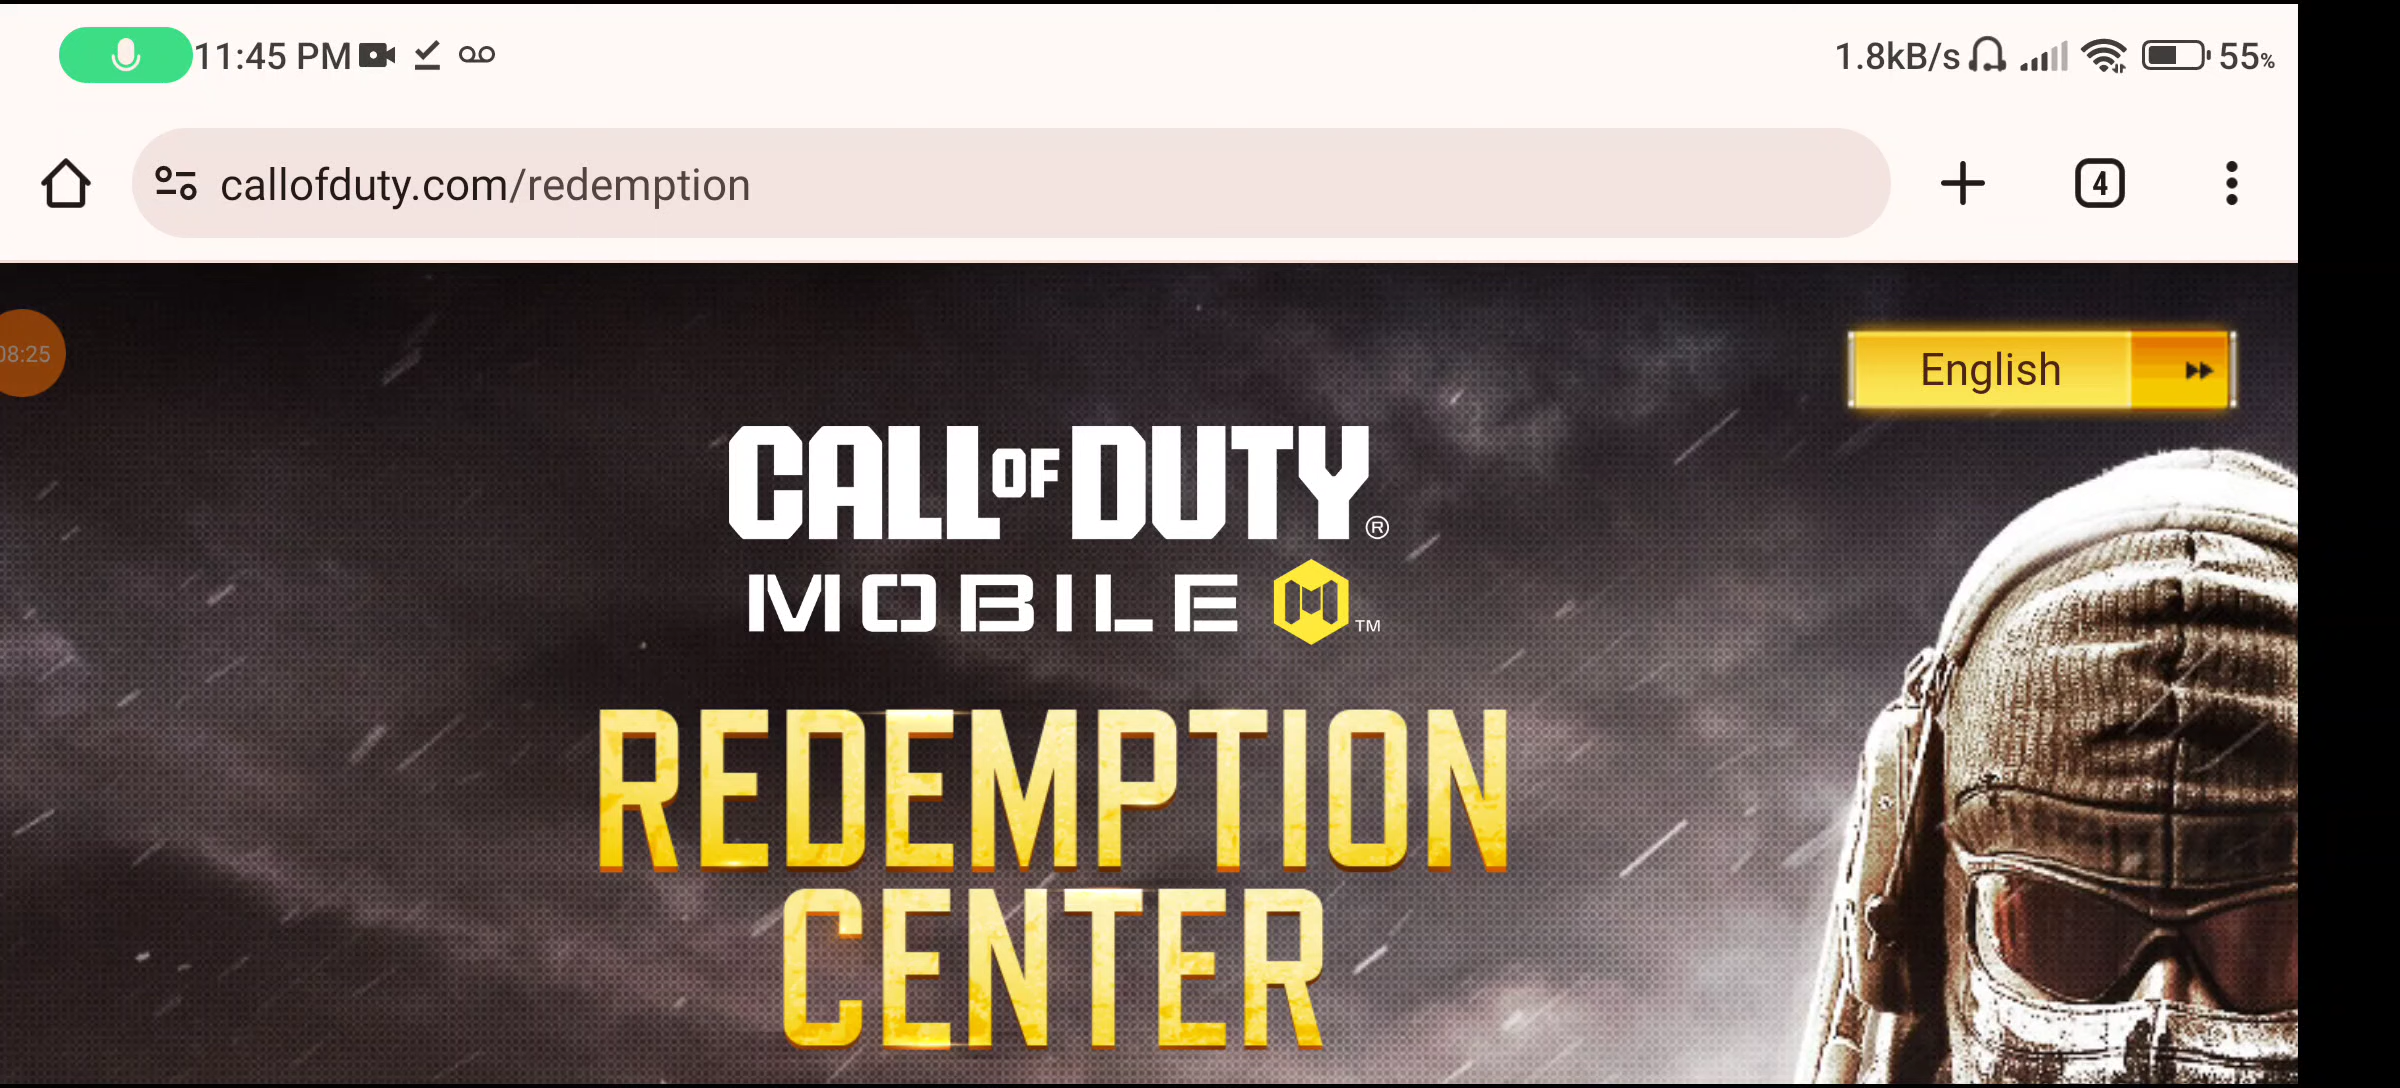 11:45 PM
1.8kB/s 55%
callofduty.com/redemption
4
08:25
English
CALL OF DUTY®
MOBILE ™
REDEMPTION
CENTER